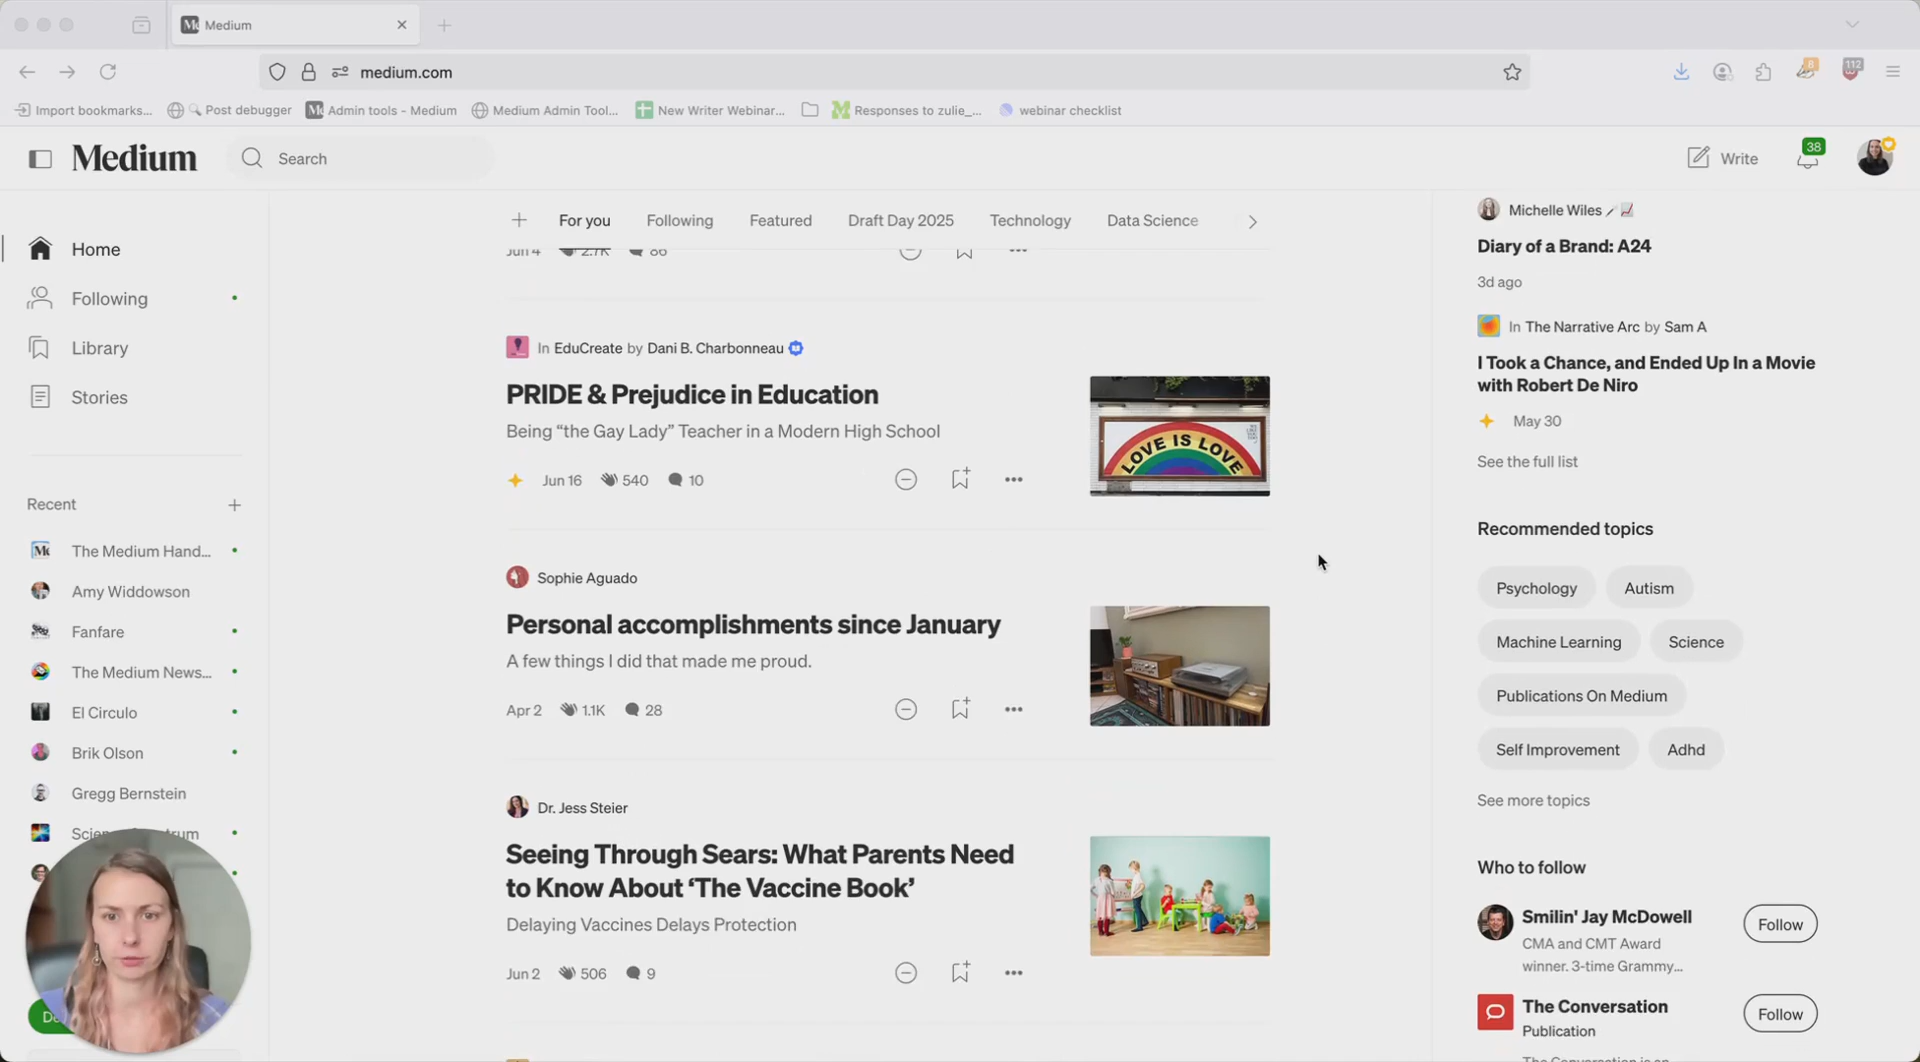 Medium
medium.com
Import bookmarks...
Post debugger
Admin tools - Medium
Medium Admin Tool...
New Writer Webinar...
Responses to zulie_...
webinar checklist
8
112
Medium
Search
Write
38
Home
Following
Library
Stories
Recent
The Medium Hand...
Amy Widdowson
Fanfare
The Medium News...
El Circulo
Brik Olson
Gregg Bernstein
For you
Following
Featured
Draft Day 2025
Technology
Data Science
Jun 4 2.7K 86
In EduCreate by Dani B. Charbonneau
PRIDE & Prejudice in Education
Being “the Gay Lady” Teacher in a Modern High School
Jun 16 540 10
LOVE IS LOVE
Sophie Aguado
Personal accomplishments since January
A few things I did that made me proud.
Apr 2 1.1K 28
Dr. Jess Steier
Seeing Through Sears: What Parents Need
to Know About ‘The Vaccine Book’
Delaying Vaccines Delays Protection
Jun 2 506 9
Michelle Wiles
Diary of a Brand: A24
3d ago
In The Narrative Arc by Sam A
I Took a Chance, and Ended Up In a Movie
with Robert De Niro
May 30
See the full list
Recommended topics
Psychology
Autism
Machine Learning
Science
Publications On Medium
Self Improvement
Adhd
See more topics
Who to follow
Smilin' Jay McDowell
CMA and CMT Award
winner. 3-time Grammy...
Follow
The Conversation
Publication
Follow